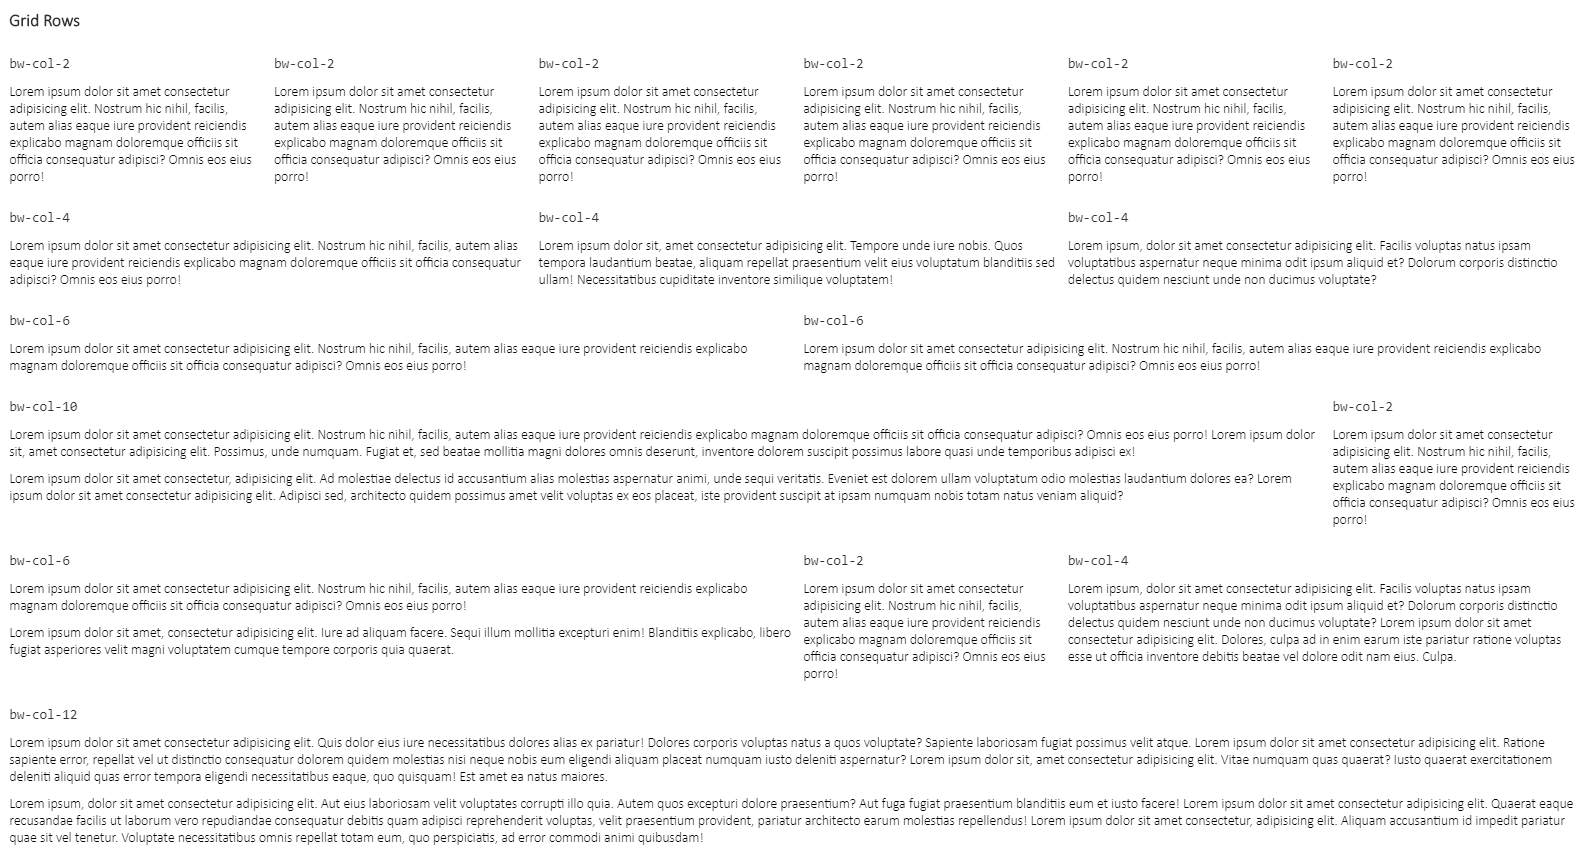 Grid Rows
bw-col-2
Lorem ipsum dolor sit amet consectetur
adipisicing elit. Nostrum hic nihil, facilis,
autem alias eaque iure provident reiciendis
explicabo magnam doloremque officiis sit
officia consequatur adipisci? Omnis eos eius
porro!
bw-col-2
Lorem ipsum dolor sit amet consectetur
adipisicing elit. Nostrum hic nihil, facilis,
autem alias eaque iure provident reiciendis
explicabo magnam doloremque officiis sit
officia consequatur adipisci? Omnis eos eius
porro!
bw-col-2
Lorem ipsum dolor sit amet consectetur
adipisicing elit. Nostrum hic nihil, facilis,
autem alias eaque iure provident reiciendis
explicabo magnam doloremque officiis sit
officia consequatur adipisci? Omnis eos eius
porro!
bw-col-2
Lorem ipsum dolor sit amet consectetur
adipisicing elit. Nostrum hic nihil, facilis,
autem alias eaque iure provident reiciendis
explicabo magnam doloremque officiis sit
officia consequatur adipisci? Omnis eos eius
porro!
bw-col-2
Lorem ipsum dolor sit amet consectetur
adipisicing elit. Nostrum hic nihil, facilis,
autem alias eaque iure provident reiciendis
explicabo magnam doloremque officiis sit
officia consequatur adipisci? Omnis eos eius
porro!
bw-col-2
Lorem ipsum dolor sit amet consectetur
adipisicing elit. Nostrum hic nihil, facilis,
autem alias eaque iure provident reiciendis
explicabo magnam doloremque officiis sit
officia consequatur adipisci? Omnis eos eius
porro!
bw-col-4
Lorem ipsum dolor sit amet consectetur adipisicing elit. Nostrum hic nihil, facilis, autem alias
eaque iure provident reiciendis explicabo magnam doloremque officiis sit officia consequatur
adipisci? Omnis eos eius porro!
bw-col-4
Lorem ipsum dolor sit, amet consectetur adipisicing elit. Tempore unde iure nobis. Quos
tempora laudantium beatae, aliquam repellat praesentium velit eius voluptatum blanditiis sed
ullam! Necessitatibus cupiditate inventore similique voluptatem!
bw-col-4
Lorem ipsum, dolor sit amet consectetur adipisicing elit. Facilis voluptas natus ipsam
voluptatibus aspernatur neque minima odit ipsum aliquid et? Dolorum corporis distinctio
delectus quidem nesciunt unde non ducimus voluptate?
bw-col-6
Lorem ipsum dolor sit amet consectetur adipisicing elit. Nostrum hic nihil, facilis, autem alias eaque iure provident reiciendis explicabo
magnam doloremque officiis sit officia consequatur adipisci? Omnis eos eius porro!
bw-col-6
Lorem ipsum dolor sit amet consectetur adipisicing elit. Nostrum hic nihil, facilis, autem alias eaque iure provident reiciendis explicabo
magnam doloremque officiis sit officia consequatur adipisci? Omnis eos eius porro!
bw-col-10
Lorem ipsum dolor sit amet consectetur adipisicing elit. Nostrum hic nihil, facilis, autem alias eaque iure provident reiciendis explicabo magnam doloremque officiis sit officia consequatur adipisci? Omnis eos eius porro! Lorem ipsum dolor
sit, amet consectetur adipisicing elit. Possimus, unde numquam. Fugiat et, sed beatae mollitia magni dolores omnis deserunt, inventore dolorem suscipit possimus labore quasi unde temporibus adipisci ex!
Lorem ipsum dolor sit amet consectetur, adipisicing elit. Ad molestiae delectus id accusantium alias molestias aspernatur animi, unde sequi veritatis. Eveniet est dolorem ullam voluptatum odio molestias laudantium dolores ea? Lorem
ipsum dolor sit amet consectetur adipisicing elit. Adipisci sed, architecto quidem possimus amet velit voluptas ex eos placeat, iste provident suscipit at ipsam numquam nobis totam natus veniam aliquid?
bw-col-2
Lorem ipsum dolor sit amet consectetur
adipisicing elit. Nostrum hic nihil, facilis,
autem alias eaque iure provident reiciendis
explicabo magnam doloremque officiis sit
officia consequatur adipisci? Omnis eos eius
porro!
bw-col-6
Lorem ipsum dolor sit amet consectetur adipisicing elit. Nostrum hic nihil, facilis, autem alias eaque iure provident reiciendis explicabo
magnam doloremque officiis sit officia consequatur adipisci? Omnis eos eius porro!
Lorem ipsum dolor sit amet, consectetur adipisicing elit. Iure ad aliquam facere. Sequi illum mollitia excepturi enim! Blanditiis explicabo, libero
fugiat asperiores velit magni voluptatem cumque tempore corporis quia quaerat.
bw-col-2
Lorem ipsum dolor sit amet consectetur
adipisicing elit. Nostrum hic nihil, facilis,
autem alias eaque iure provident reiciendis
explicabo magnam doloremque officiis sit
officia consequatur adipisci? Omnis eos eius
porro!
bw-col-4
Lorem ipsum, dolor sit amet consectetur adipisicing elit. Facilis voluptas natus ipsam
voluptatibus aspernatur neque minima odit ipsum aliquid et? Dolorum corporis distinctio
delectus quidem nesciunt unde non ducimus voluptate? Lorem ipsum dolor sit amet
consectetur adipisicing elit. Dolores, culpa ad in enim earum iste pariatur ratione voluptas
esse ut officia inventore debitis beatae vel dolore odit nam eius. Culpa.
bw-col-12
Lorem ipsum dolor sit amet consectetur adipisicing elit. Quis dolor eius iure necessitatibus dolores alias ex pariatur! Dolores corporis voluptas natus a quos voluptate? Sapiente laboriosam fugiat possimus velit atque. Lorem ipsum dolor sit amet consectetur adipisicing elit. Ratione
sapiente error, repellat vel ut distinctio consequatur dolorem quidem molestias nisi neque nobis eum eligendi aliquam placeat numquam iusto deleniti aspernatur? Lorem ipsum dolor sit, amet consectetur adipisicing elit. Vitae numquam quas quaerat? Iusto quaerat exercitationem
deleniti aliquid quas error tempora eligendi necessitatibus eaque, quo quisquam! Est amet ea natus maiores.
Lorem ipsum, dolor sit amet consectetur adipisicing elit. Aut eius laboriosam velit voluptates corrupti illo quia. Autem quos excepturi dolore praesentium? Aut fuga fugiat praesentium blanditiis eum et iusto facere! Lorem ipsum dolor sit amet consectetur adipisicing elit. Quaerat eaque
recusandae facilis ut laborum vero repudiandae consequatur debitis quam adipisci reprehenderit voluptas, velit praesentium provident, pariatur architecto earum molestias repellendus! Lorem ipsum dolor sit amet consectetur, adipisicing elit. Aliquam accusantium id impedit pariatur
quae sit vel tenetur. Voluptate necessitatibus omnis repellat totam eum, quo perspiciatis, ad error commodi animi quibusdam!